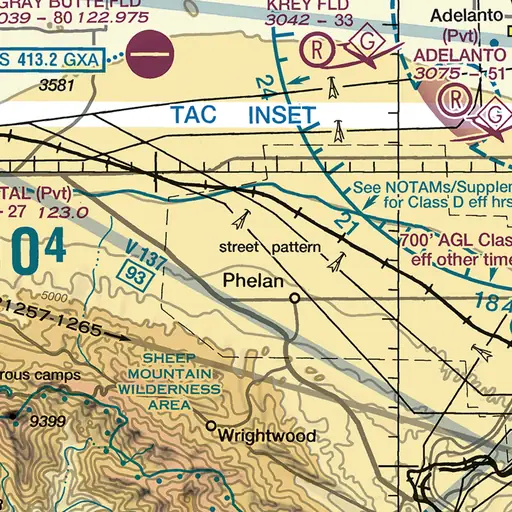 GRAY BUTTE FLD
039 - 80 122.975
KREY FLD
3042 - 33
Adelanto
(Pvt)
ADELANTO
3075 - 51
R
G
R
G
S 413.2 GXA
3581
24
TAC INSET
TAL (Pvt)
- 27 123.0
See NOTAMs/Supplem
for Class D eff hrs
21
04
V 137
93
street pattern
700' AGL Clas
eff other time
Phelan
184
5000
1257-1265
SHEEP
MOUNTAIN
WILDERNESS
AREA
rous camps
9399
Wrightwood